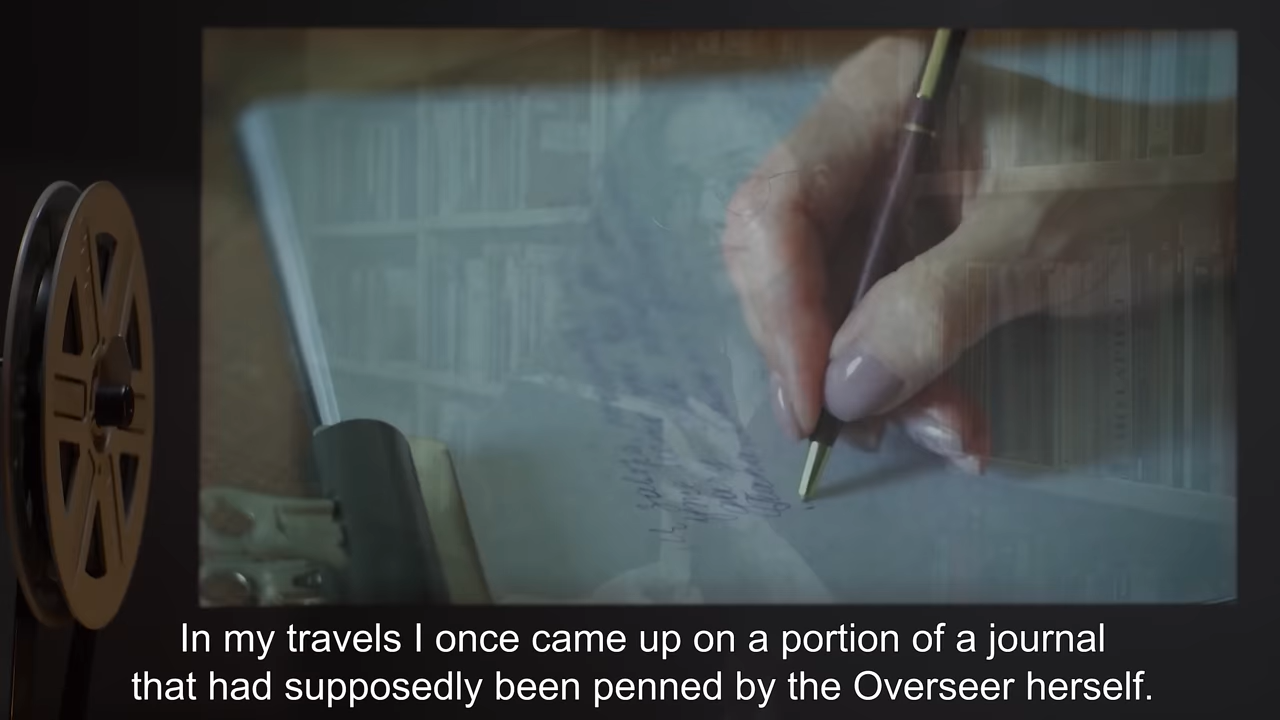 In my travels I once came up on a portion of a journal
that had supposedly been penned by the Overseer herself.